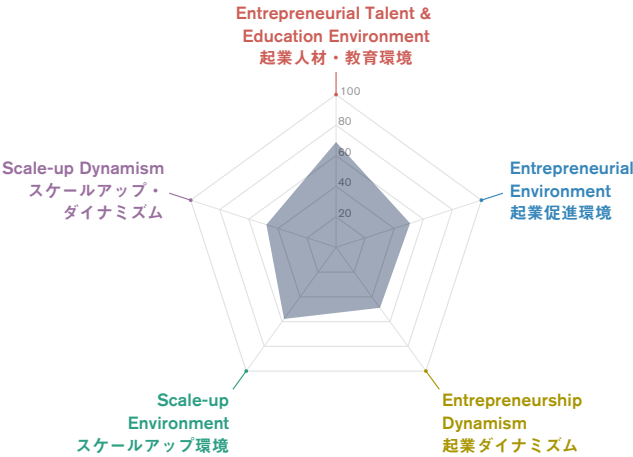 Entrepreneurial Talent &
Education Environment
起業人材・教育環境
100
80
60
40
20
Scale-up Dynamism
スケールアップ・
ダイナミズム
Entrepreneurial
Environment
起業促進環境
Scale-up
Environment
スケールアップ環境
Entrepreneurship
Dynamism
起業ダイナミズム